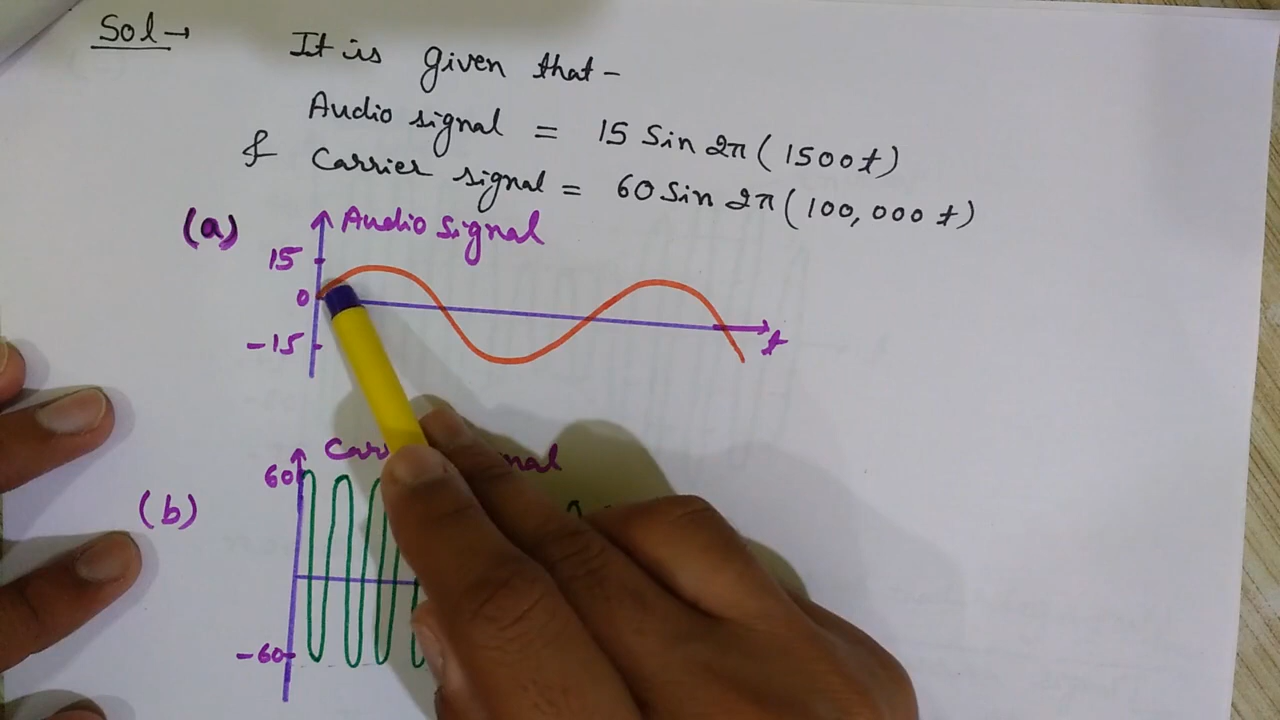 Sol→ It is given that -
Audio signal = 15 Sin 2π (1500t)
& Carrier signal = 60 Sin 2π (100,000 t)
(a) Audio signal
15
0
-15
t
60
(b)
-60